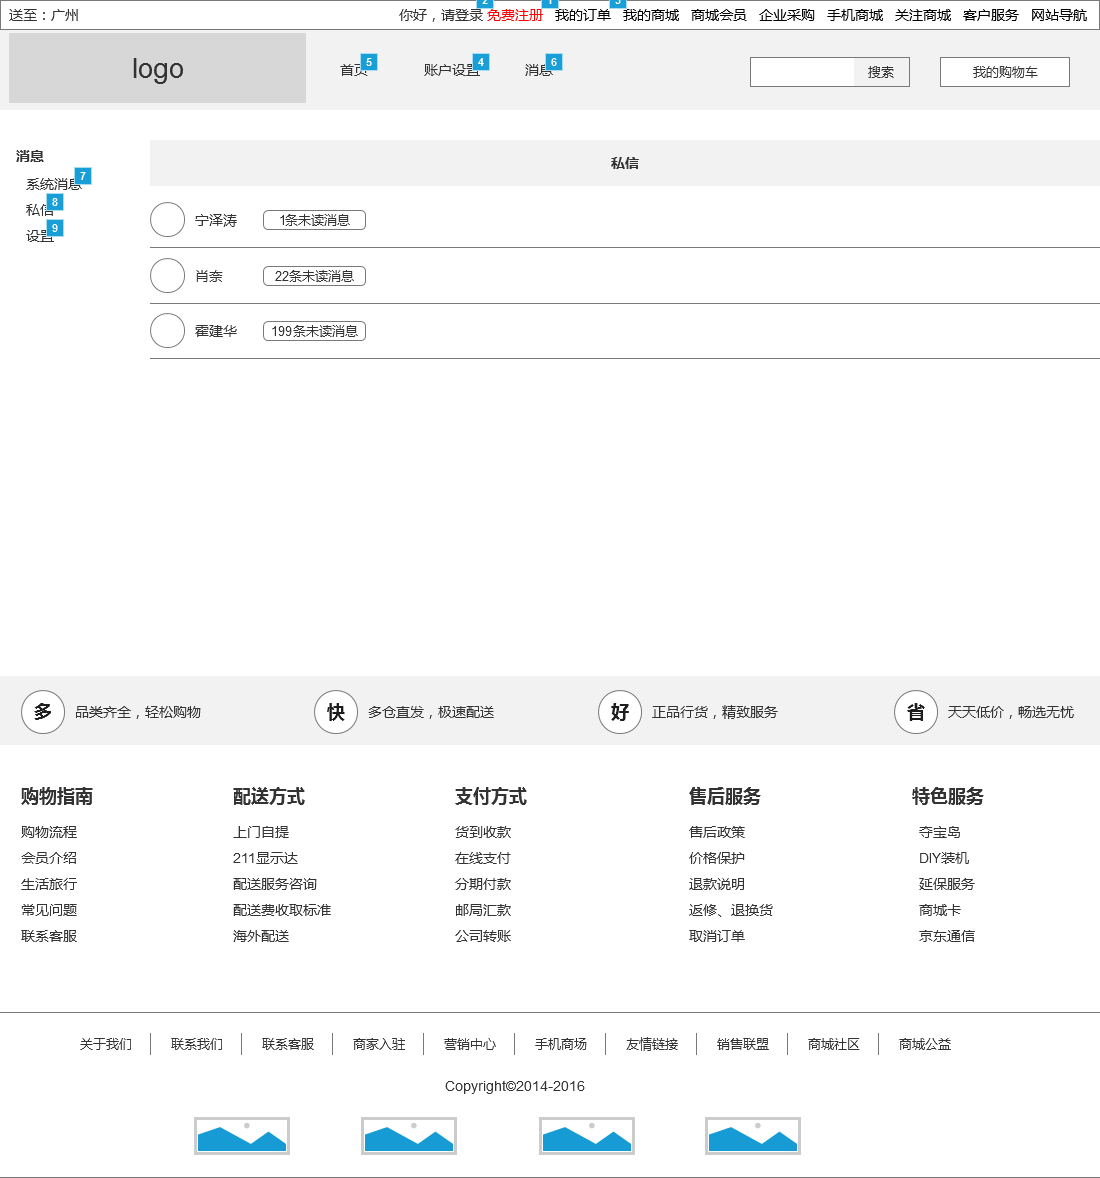 送至：广州 你好，请登录 2 免费注册 1 我的订单 3 我的商城 商城会员 企业采购 手机商城 关注商城 客户服务 网站导航
logo 首页 5 账户设置 4 消息 6 搜索 我的购物车
消息
系统消息 7
私信 8
设置 9
私信
宁泽涛 1条未读消息
肖奈 22条未读消息
霍建华 199条未读消息
多 品类齐全，轻松购物 快 多仓直发，极速配送 好 正品行货，精致服务 省 天天低价，畅选无忧
购物指南 配送方式 支付方式 售后服务 特色服务
购物流程 上门自提 货到收款 售后政策 夺宝岛
会员介绍 211显示达 在线支付 价格保护 DIY装机
生活旅行 配送服务咨询 分期付款 退款说明 延保服务
常见问题 配送费收取标准 邮局汇款 返修、退换货 商城卡
联系客服 海外配送 公司转账 取消订单 京东通信
关于我们 联系我们 联系客服 商家入驻 营销中心 手机商场 友情链接 销售联盟 商城社区 商城公益
Copyright©2014-2016